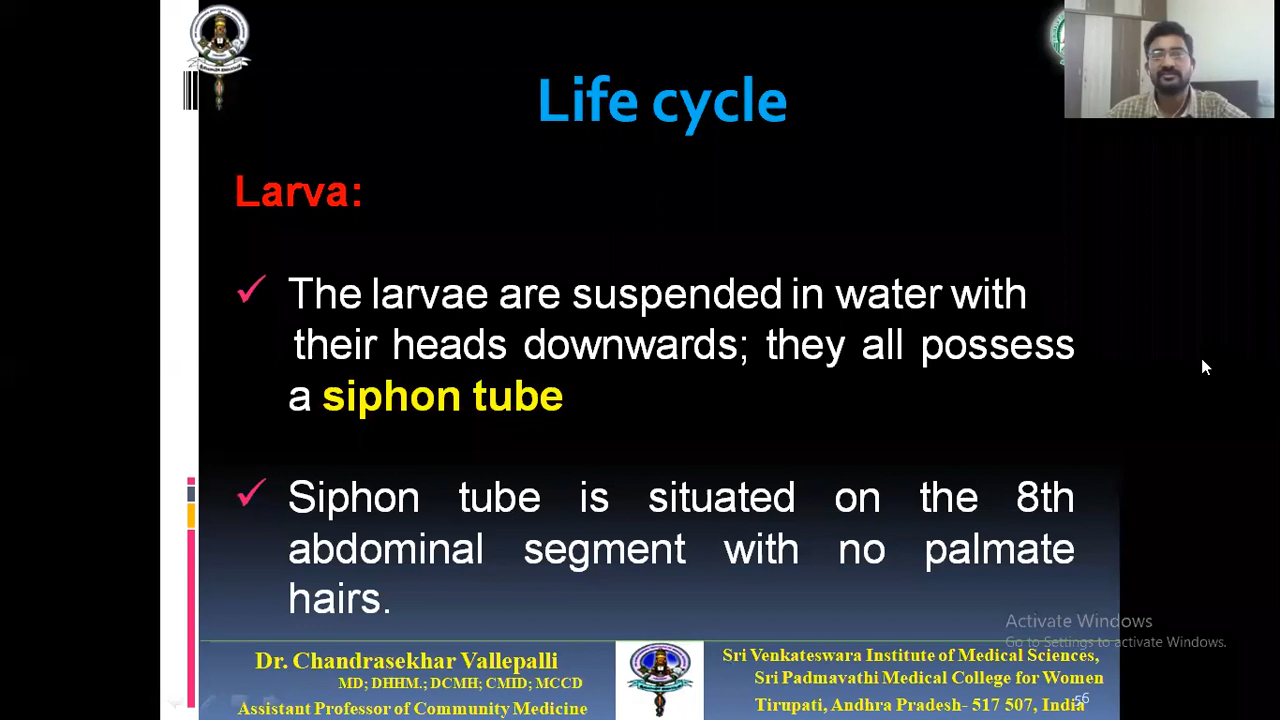 Life cycle
Larva:
✓ The larvae are suspended in water with
their heads downwards; they all possess
a siphon tube
✓ Siphon tube is situated on the 8th
abdominal segment with no palmate
hairs.
Activate Windows
Go to Settings to activate Windows.
Dr. Chandrasekhar Vallepalli
MD; DHHM.; DCMH; CMID; MCCD
Assistant Professor of Community Medicine
Sri Venkateswara Institute of Medical Sciences,
Sri Padmavathi Medical College for Women
Tirupati, Andhra Pradesh- 517 507, India
56